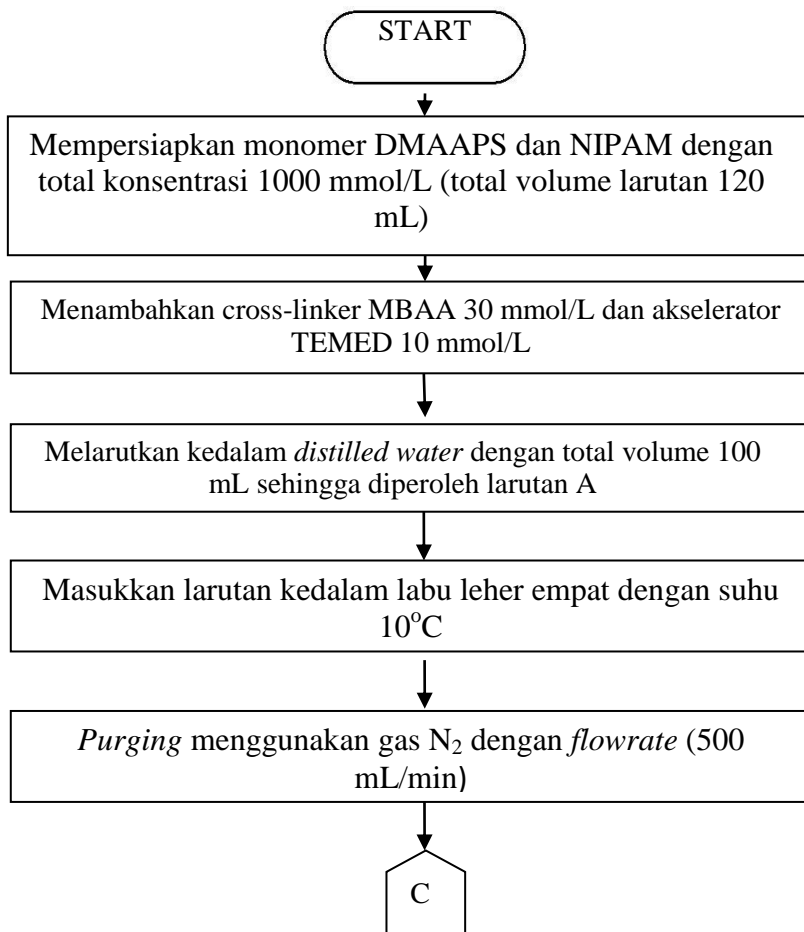 START
Mempersiapkan monomer DMAAPS dan NIPAM dengan
total konsentrasi 1000 mmol/L (total volume larutan 120
mL)
Menambahkan cross-linker MBAA 30 mmol/L dan akselerator
TEMED 10 mmol/L
Melarutkan kedalam distilled water dengan total volume 100
mL sehingga diperoleh larutan A
Masukkan larutan kedalam labu leher empat dengan suhu
10°C
Purging menggunakan gas N₂ dengan flowrate (500
mL/min)
C